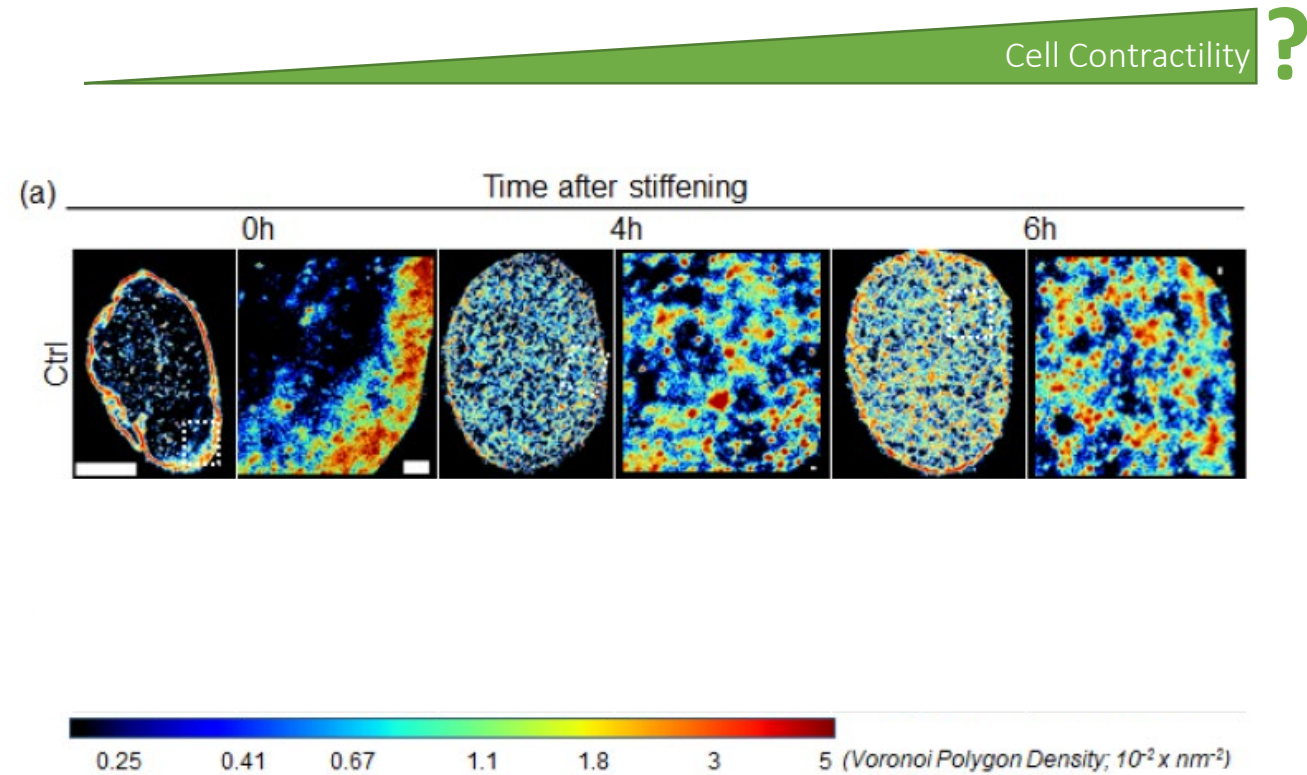 Cell Contractility ?
(a)
Time after stiffening
0h 4h 6h
Ctrl
0.25 0.41 0.67 1.1 1.8 3 5 (Voronoi Polygon Density; 10⁻² x nm⁻²)